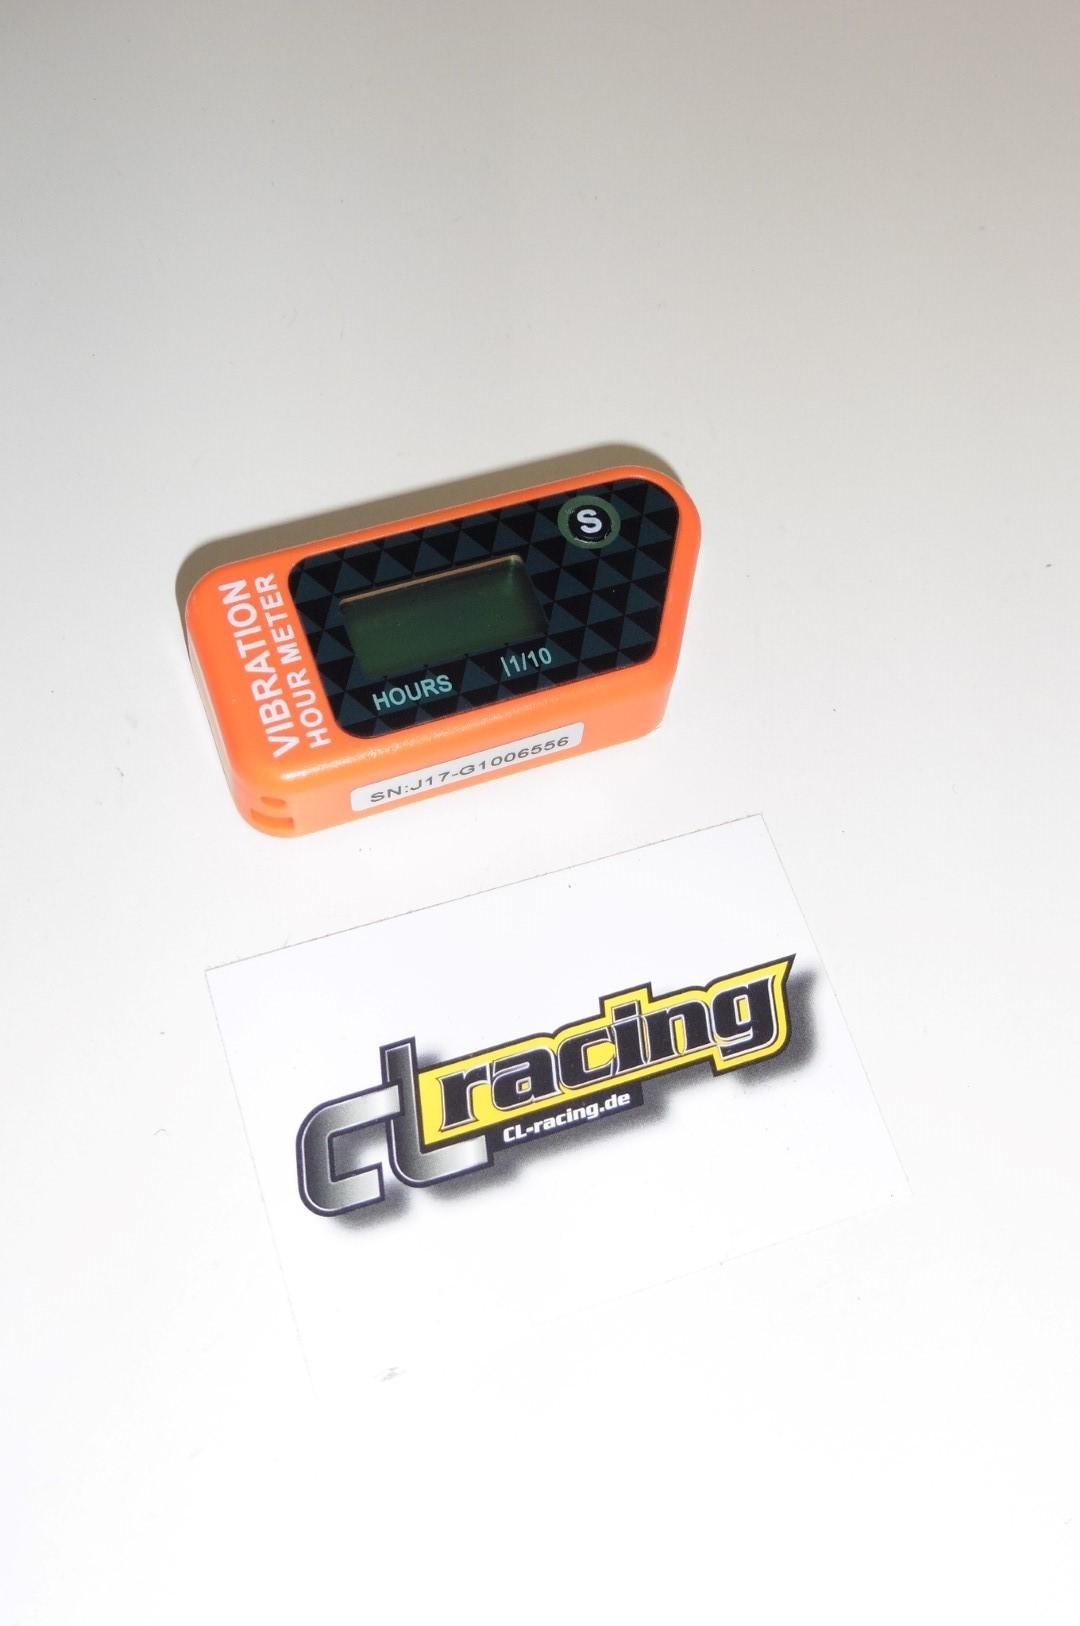 VIBRATION
HOUR METER
S
HOURS
1/10
SN:J17-G1006556
CL racing
CL-racing.de